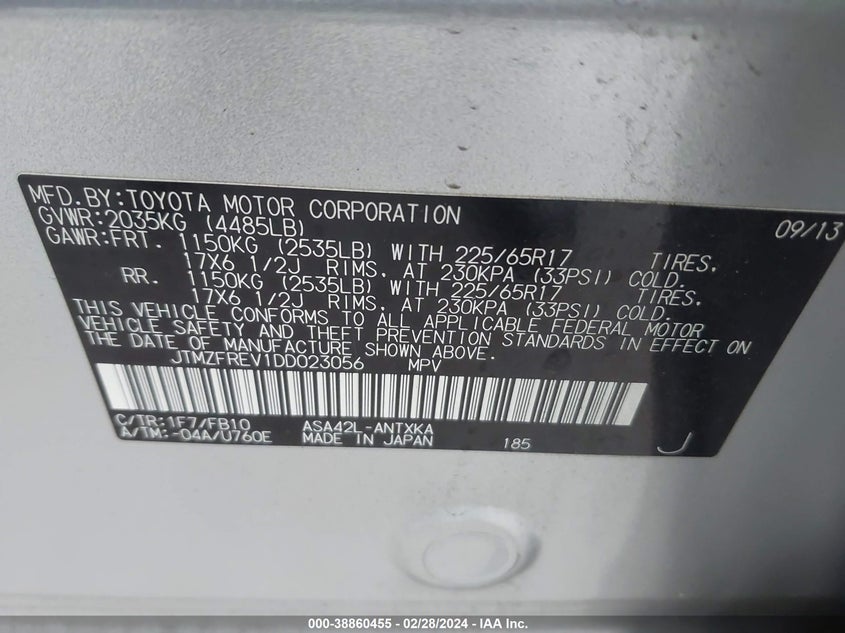 MFD.BY:TOYOTA MOTOR CORPORATION 09/13
GVWR:2035KG (4485LB)
GAWR:FRT. 1150KG (2535LB) WITH 225/65R17 TIRES,
17X6 1/2J RIMS, AT 230KPA (33PSI) COLD.
RR. 1150KG (2535LB) WITH 225/65R17 TIRES,
17X6 1/2J RIMS, AT 230KPA (33PSI) COLD.
THIS VEHICLE CONFORMS TO ALL APPLICABLE FEDERAL MOTOR
VEHICLE SAFETY AND THEFT PREVENTION STANDARDS IN EFFECT ON
THE DATE OF MANUFACTURE SHOWN ABOVE.
JTMZFREV1DD023056 MPV
C/TR:1F7/FB10 ASA42L-ANTXKA
A/TM:-04A/U760E MADE IN JAPAN 185 J
000-38860455 - 02/28/2024 - IAA Inc.